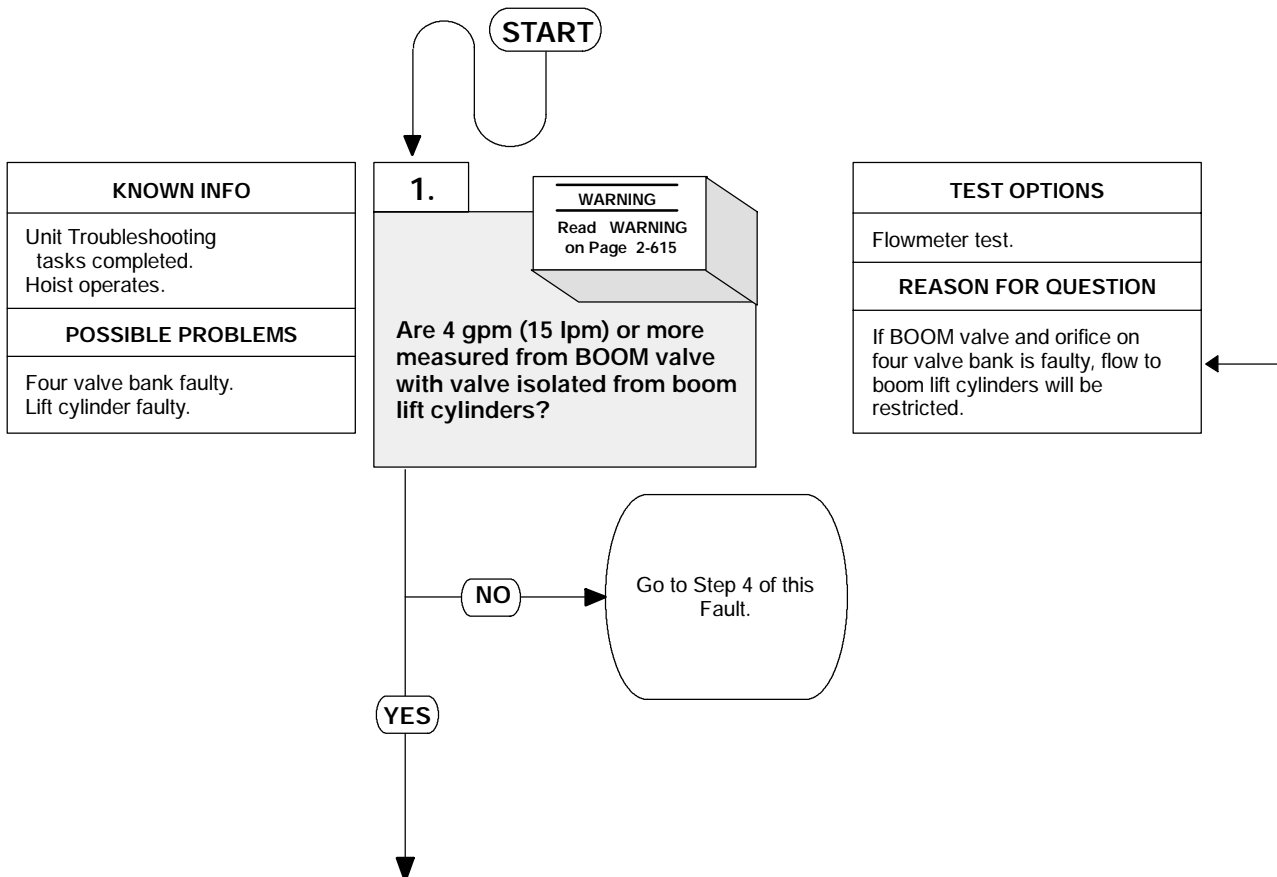 START
KNOWN INFO
Unit Troubleshooting
tasks completed.
Hoist operates.
POSSIBLE PROBLEMS
Four valve bank faulty.
Lift cylinder faulty.
1.
WARNING
Read WARNING
on Page 2-615
Are 4 gpm (15 lpm) or more
measured from BOOM valve
with valve isolated from boom
lift cylinders?
TEST OPTIONS
Flowmeter test.
REASON FOR QUESTION
If BOOM valve and orifice on
four valve bank is faulty, flow to
boom lift cylinders will be
restricted.
NO
Go to Step 4 of this
Fault.
YES